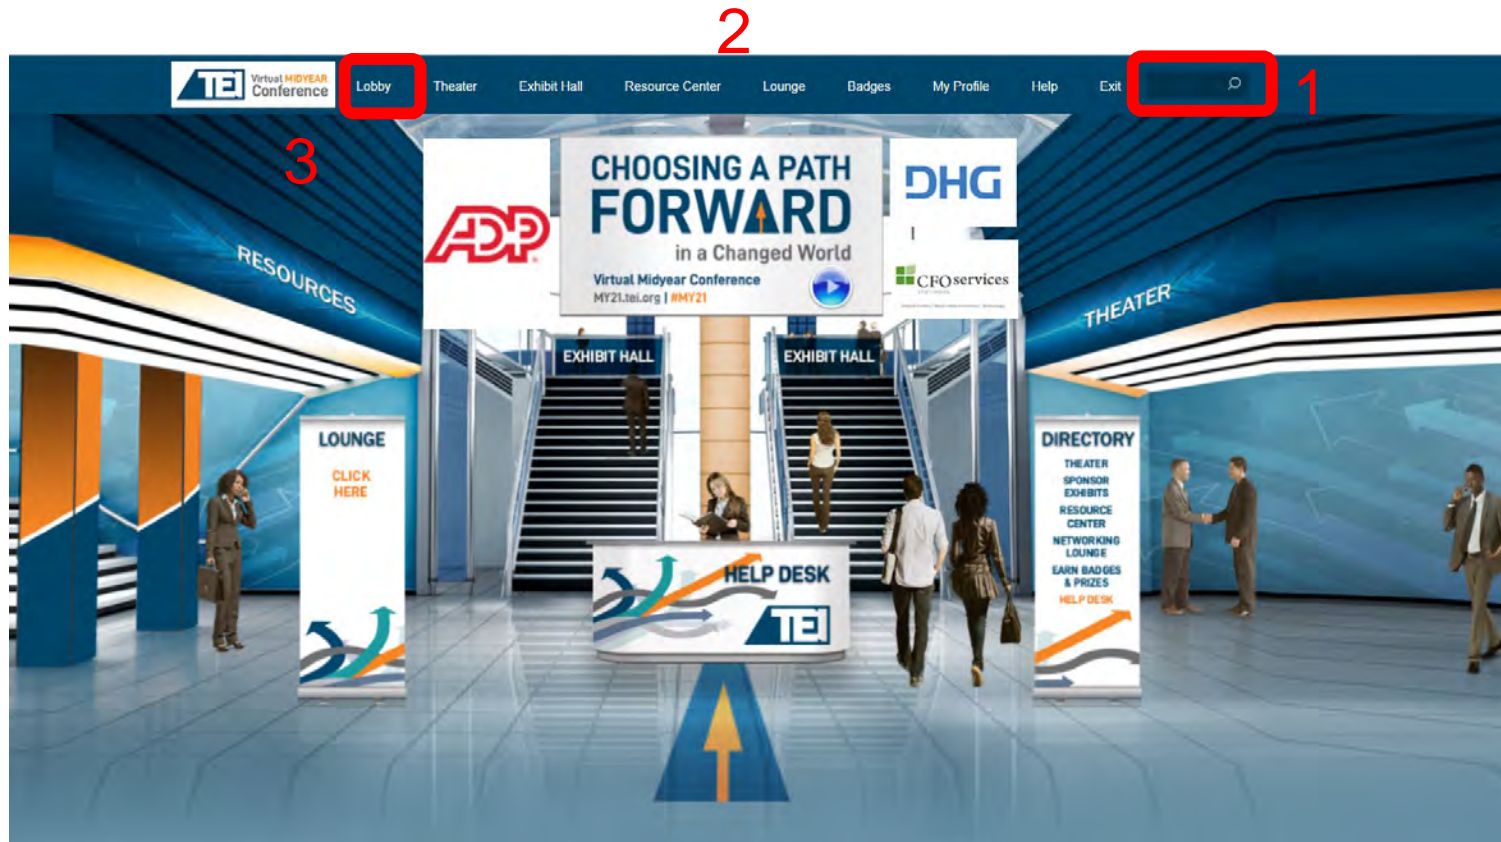 2
TEI Virtual MIDYEAR
Conference
Lobby
Theater
Exhibit Hall
Resource Center
Lounge
Badges
My Profile
Help
Exit
1
3
ADP
CHOOSING A PATH
FORWARD
in a Changed World
Virtual Midyear Conference
MY21.tei.org | #MY21
DHG
CFO services
RESOURCES
THEATER
EXHIBIT HALL
EXHIBIT HALL
LOUNGE
CLICK
HERE
HELP DESK
TEI
DIRECTORY
THEATER
SPONSOR
EXHIBITS
RESOURCE
CENTER
NETWORKING
LOUNGE
EARN BADGES
& PRIZES
HELP DESK